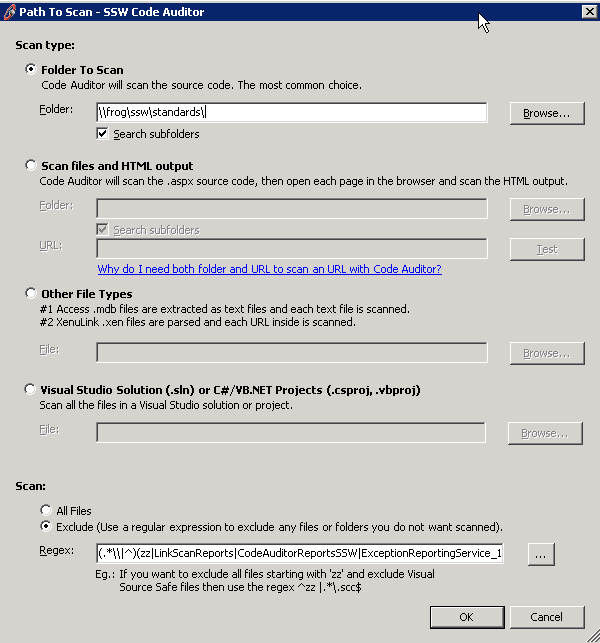 Path To Scan - SSW Code Auditor
Scan type:
Folder To Scan
Code Auditor will scan the source code. The most common choice.
Folder:
\\frog\ssw\standards\
Browse...
Search subfolders
Scan files and HTML output
Code Auditor will scan the .aspx source code, then open each page in the browser and scan the HTML output.
Folder:
Browse...
Search subfolders
URL:
Test
Why do I need both folder and URL to scan an URL with Code Auditor?
Other File Types
#1 Access .mdb files are extracted as text files and each text file is scanned.
#2 XenuLink .xen files are parsed and each URL inside is scanned.
File:
Browse...
Visual Studio Solution (.sln) or C#/VB.NET Projects (.csproj, .vbproj)
Scan all the files in a Visual Studio solution or project.
File:
Browse...
Scan:
All Files
Exclude (Use a regular expression to exclude any files or folders you do not want scanned).
Regex:
(.*\\|^)(zz|LinkScanReports|CodeAuditorReportsSSW|ExceptionReportingService_1
...
Eg.: If you want to exclude all files starting with 'zz' and exclude Visual
Source Safe files then use the regex ^zz |.*\.scc$
OK
Cancel